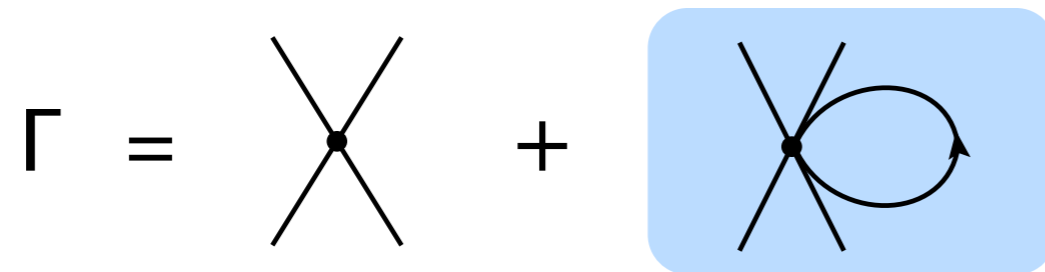 Γ = +